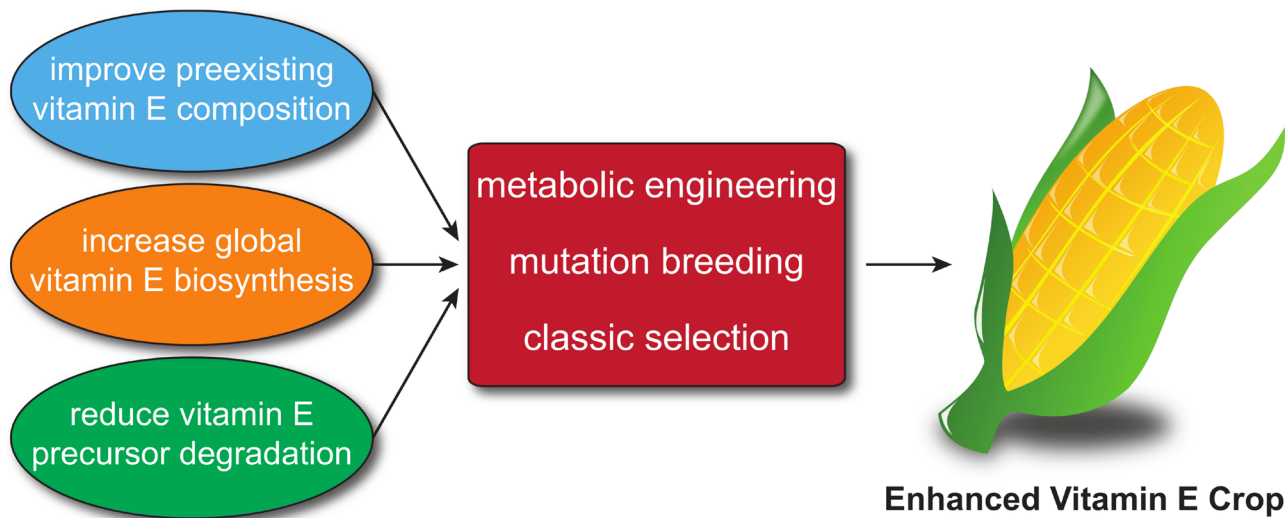 improve preexisting
vitamin E composition
increase global
vitamin E biosynthesis
reduce vitamin E
precursor degradation
metabolic engineering
mutation breeding
classic selection
Enhanced Vitamin E Crop